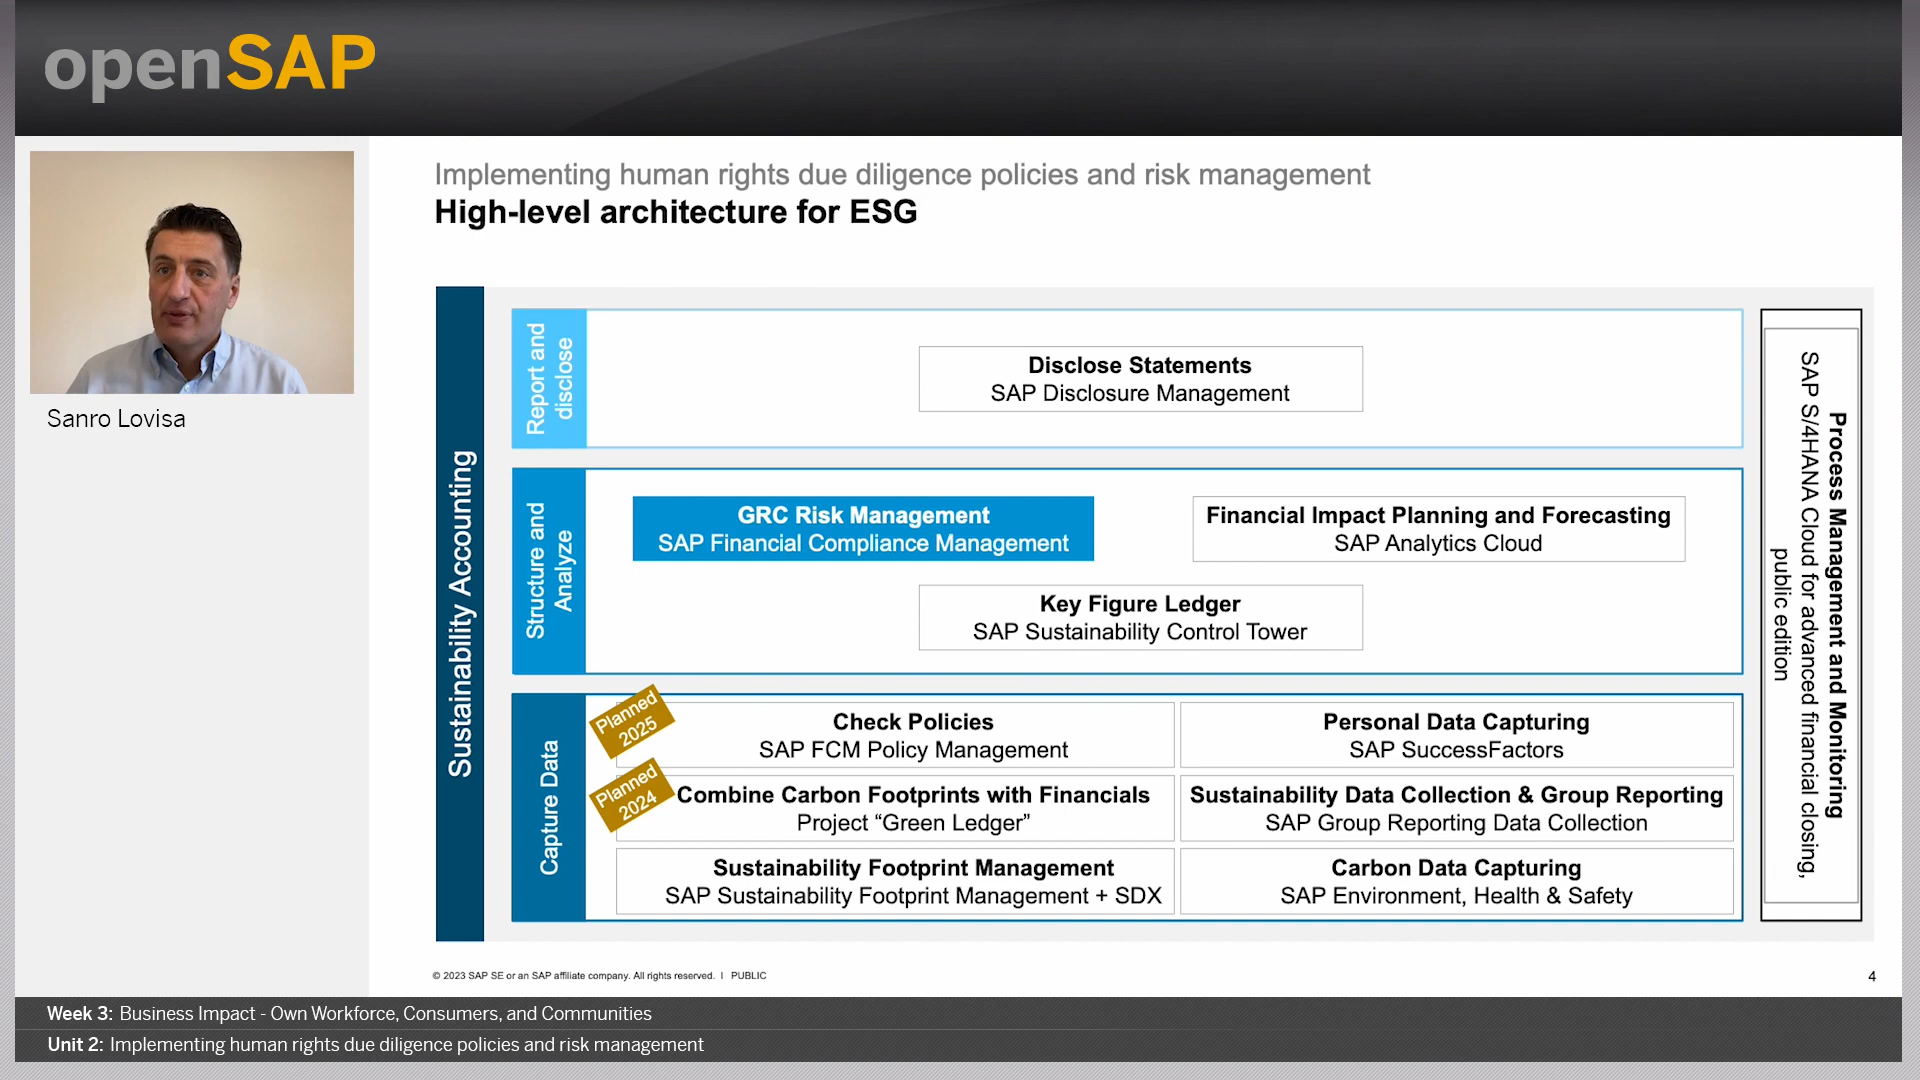 openSAP
Sanro Lovisa
Implementing human rights due diligence policies and risk management
High-level architecture for ESG
Sustainability Accounting
Report and
disclose
Disclose Statements
SAP Disclosure Management
Structure and
Analyze
GRC Risk Management
SAP Financial Compliance Management
Financial Impact Planning and Forecasting
SAP Analytics Cloud
Key Figure Ledger
SAP Sustainability Control Tower
Capture Data
Planned
2025
Check Policies
SAP FCM Policy Management
Personal Data Capturing
SAP SuccessFactors
Planned
2024
Combine Carbon Footprints with Financials
Project “Green Ledger”
Sustainability Data Collection & Group Reporting
SAP Group Reporting Data Collection
Sustainability Footprint Management
SAP Sustainability Footprint Management + SDX
Carbon Data Capturing
SAP Environment, Health & Safety
Process Management and Monitoring
SAP S/4HANA Cloud for advanced financial closing,
public edition
© 2023 SAP SE or an SAP affiliate company. All rights reserved. I PUBLIC
4
Week 3: Business Impact - Own Workforce, Consumers, and Communities
Unit 2: Implementing human rights due diligence policies and risk management